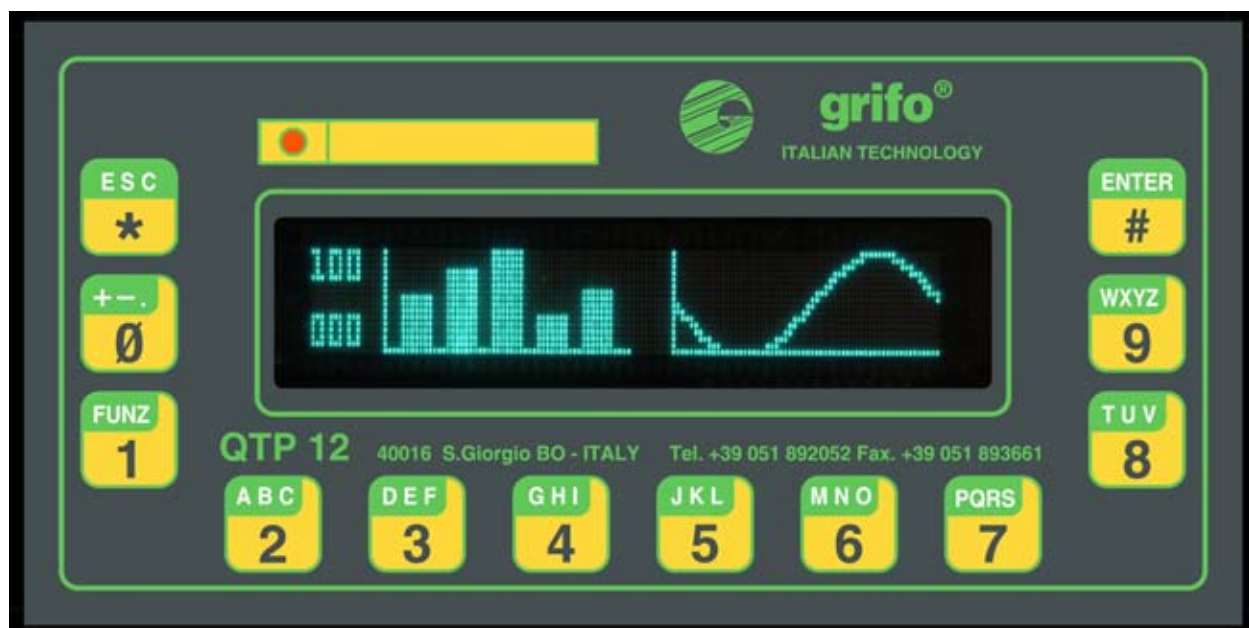 grifo®
ITALIAN TECHNOLOGY
ESC
*
ENTER
#
100
000
+-.
0
WXYZ
9
FUNZ
1
TUV
8
QTP 12 40016 S.Giorgio BO - ITALY Tel. +39 051 892052 Fax. +39 051 893661
ABC
2
DEF
3
GHI
4
JKL
5
MNO
6
PQRS
7